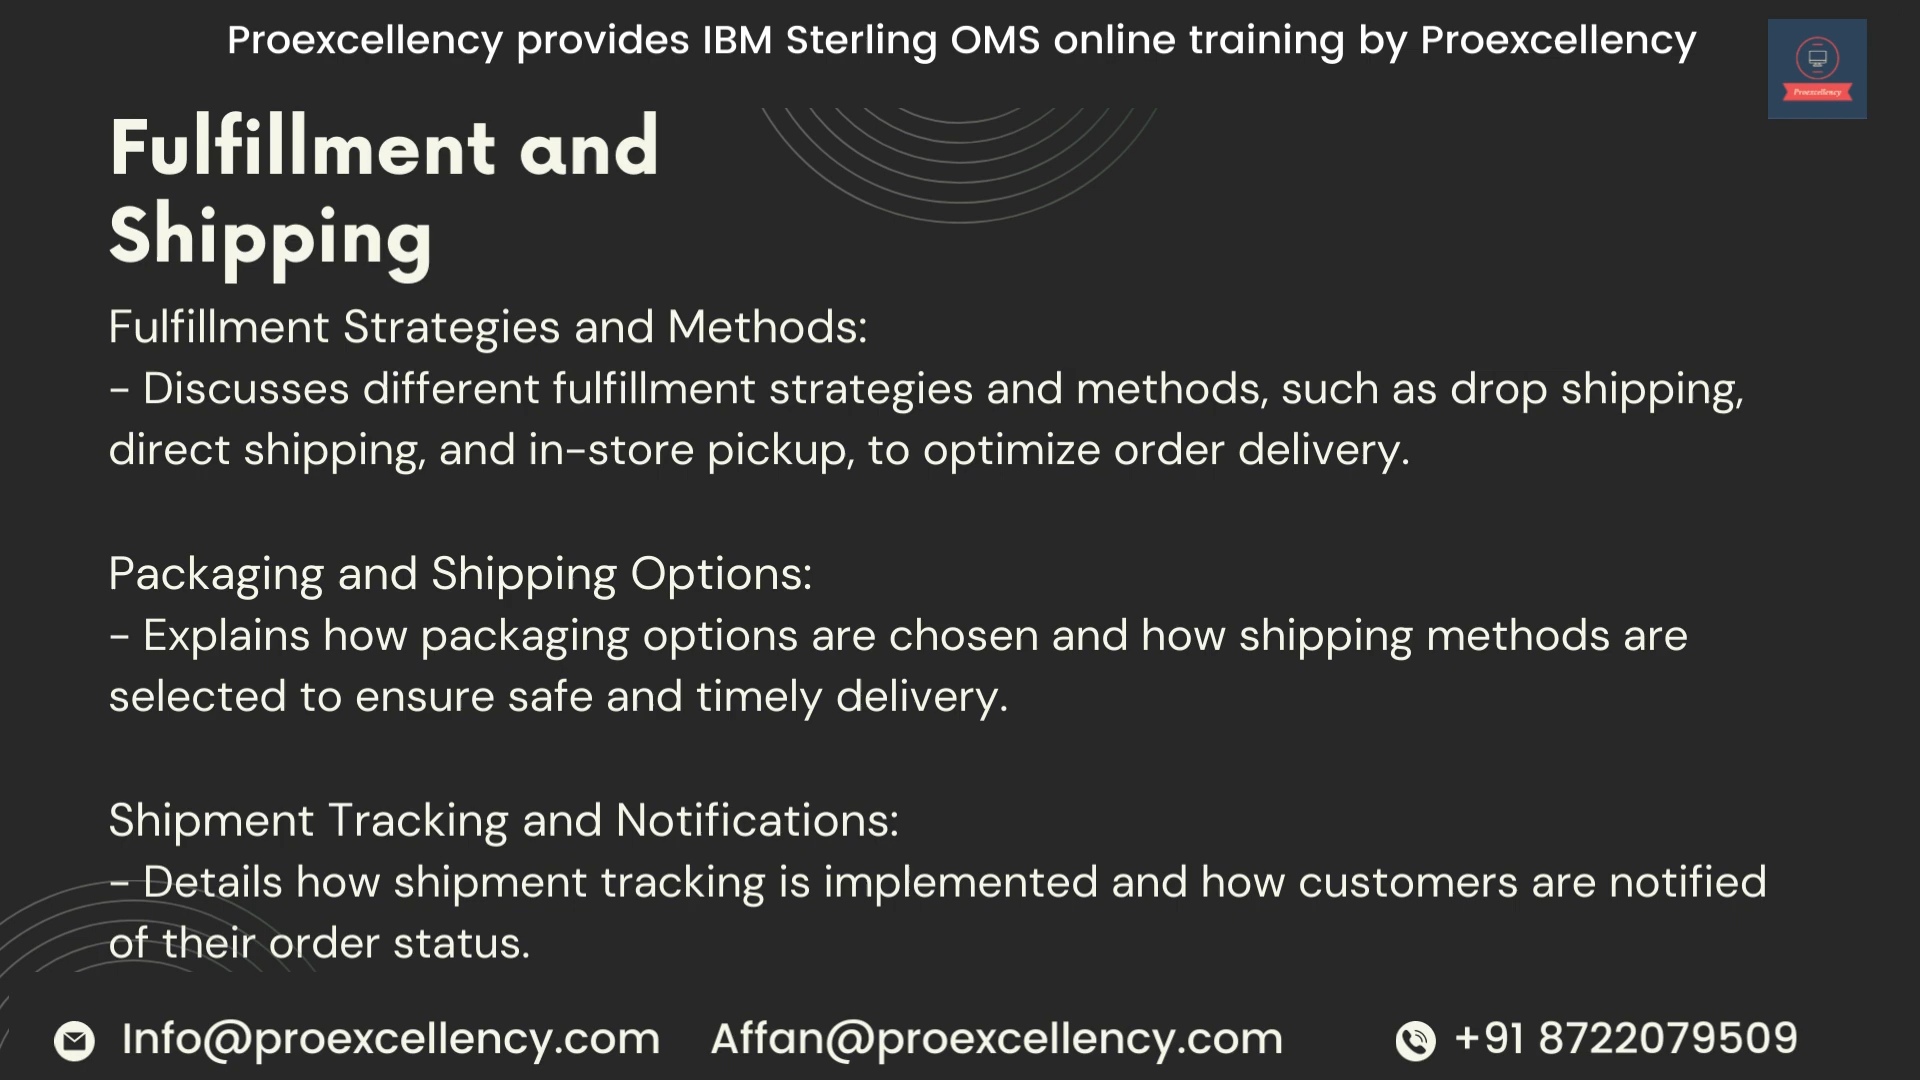 Proexcellency provides IBM Sterling OMS online training by Proexcellency
Proexcellency
Fulfillment and
Shipping
Fulfillment Strategies and Methods:
- Discusses different fulfillment strategies and methods, such as drop shipping,
direct shipping, and in-store pickup, to optimize order delivery.
Packaging and Shipping Options:
- Explains how packaging options are chosen and how shipping methods are
selected to ensure safe and timely delivery.
Shipment Tracking and Notifications:
- Details how shipment tracking is implemented and how customers are notified
of their order status.
Info@proexcellency.com Affan@proexcellency.com +91 8722079509